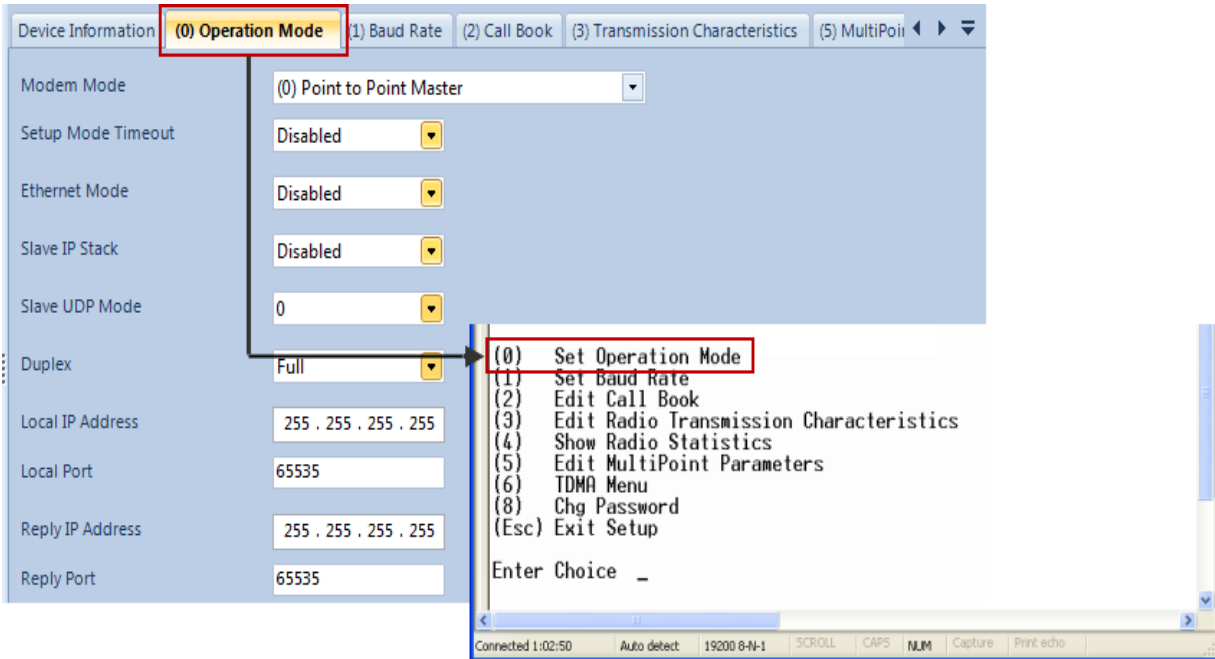 Device Information (0) Operation Mode (1) Baud Rate (2) Call Book (3) Transmission Characteristics (5) MultiPoin
Modem Mode (0) Point to Point Master
Setup Mode Timeout Disabled
Ethernet Mode Disabled
Slave IP Stack Disabled
Slave UDP Mode 0
Duplex Full
Local IP Address 255 . 255 . 255 . 255
Local Port 65535
Reply IP Address 255 . 255 . 255 . 255
Reply Port 65535
(0) Set Operation Mode
(1) Set Baud Rate
(2) Edit Call Book
(3) Edit Radio Transmission Characteristics
(4) Show Radio Statistics
(5) Edit MultiPoint Parameters
(6) TDMA Menu
(8) Chg Password
(Esc) Exit Setup
Enter Choice _
Connected 1:02:50 Auto detect 19200 8-N-1 SCROLL CAPS NUM Capture Print echo